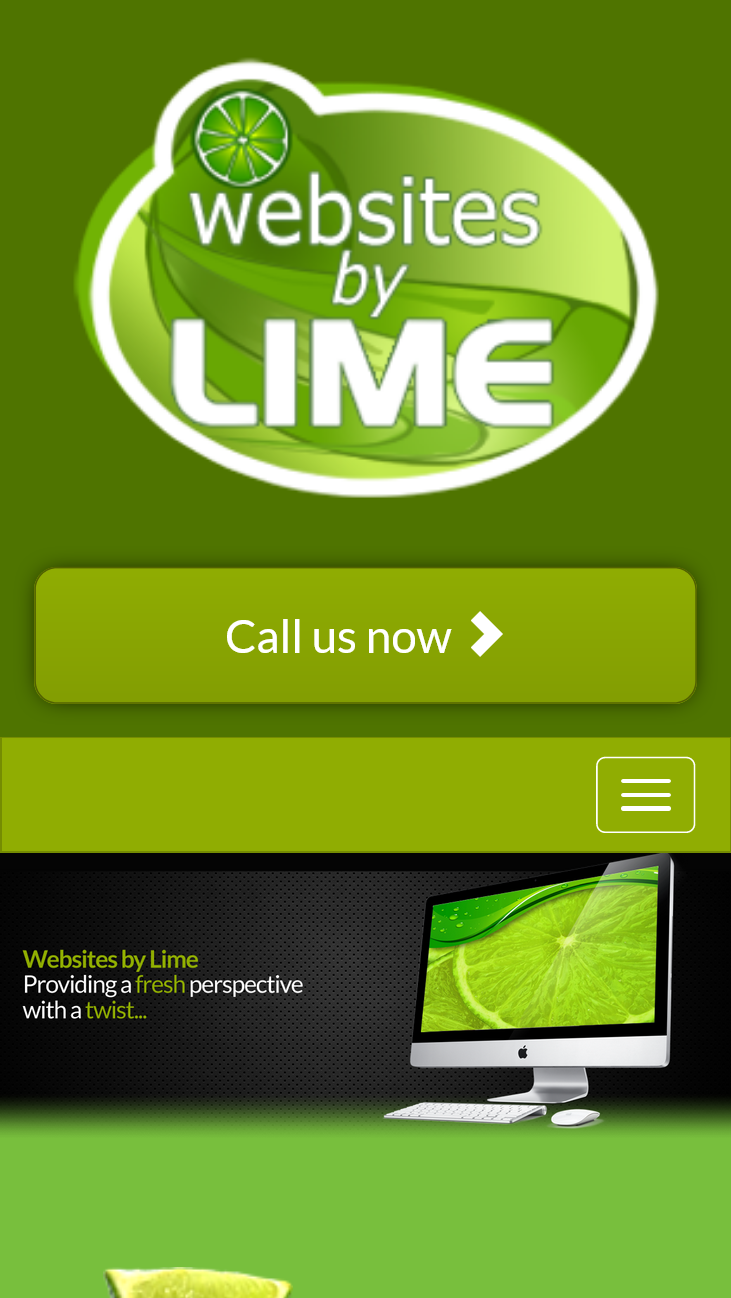 websites
by
LIME
Call us now
Websites by Lime
Providing a fresh perspective
with a twist...